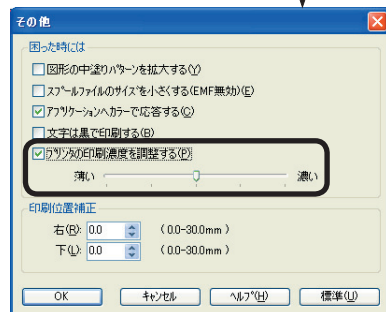 その他
困った時には
図形の中塗りパターンを拡大する(Y)
スプールファイルのサイズを小さくする(EMF無効)(E)
アプリケーションへカラーで応答する(C)
文字は黒で印刷する(B)
プリンタの印刷濃度を調整する(P)
薄い 濃い
印刷位置補正
右(R): 0.0 (0.0-30.0mm)
下(L): 0.0 (0.0-30.0mm)
OK キャンセル ヘルプ(H) 標準(U)